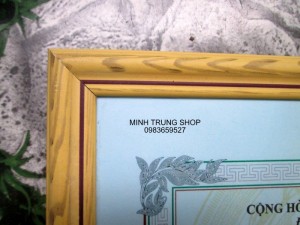 MINH TRUNG SHOP
0983659527
CỘNG HÒ